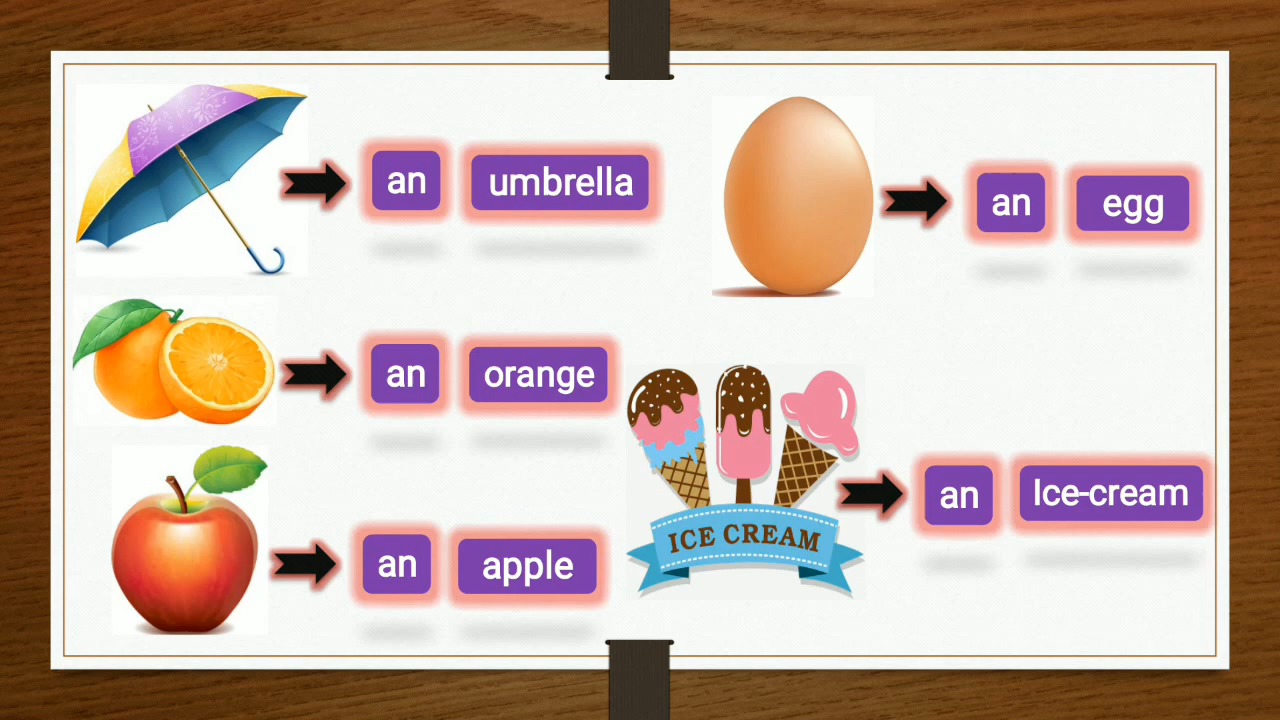 an umbrella
an egg
an orange
ICE CREAM
an Ice-cream
an apple